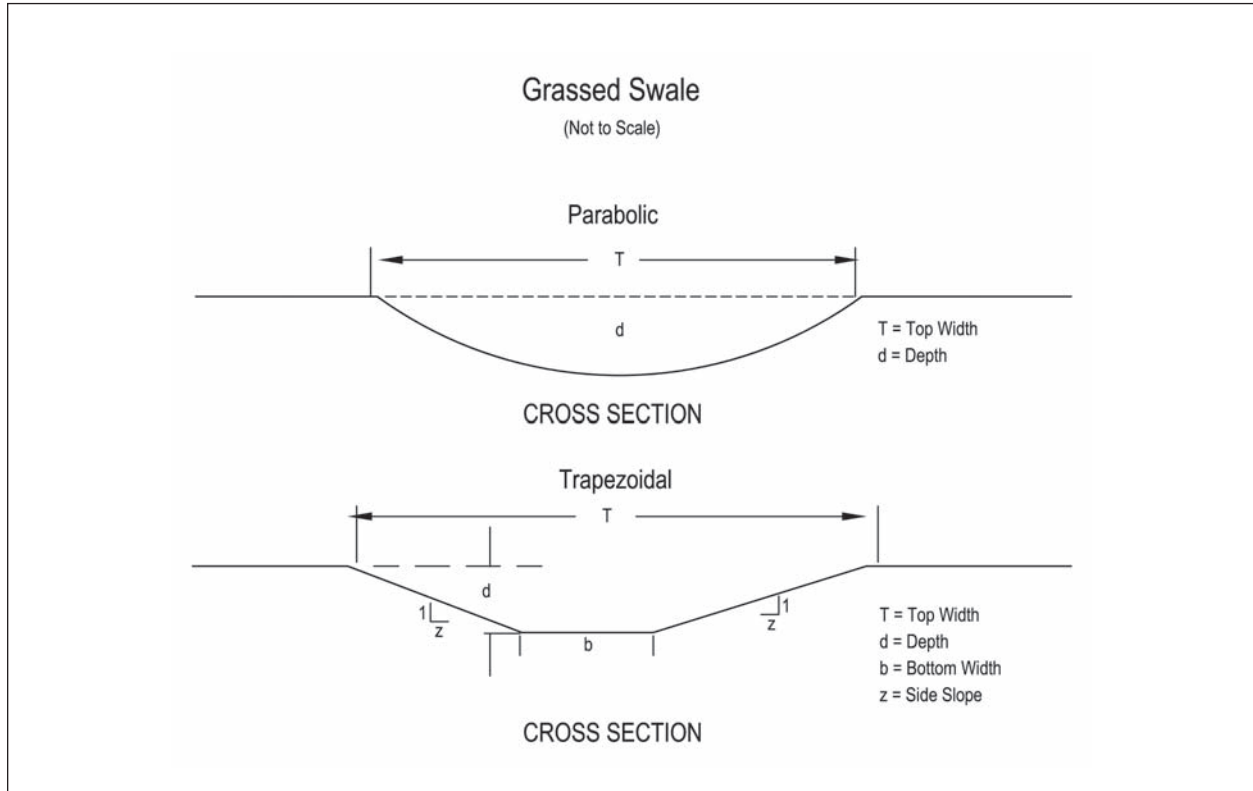 Grassed Swale
(Not to Scale)
Parabolic
T
d
T = Top Width
d = Depth
CROSS SECTION
Trapezoidal
T
d
1
z
1
z
b
T = Top Width
d = Depth
b = Bottom Width
z = Side Slope
CROSS SECTION